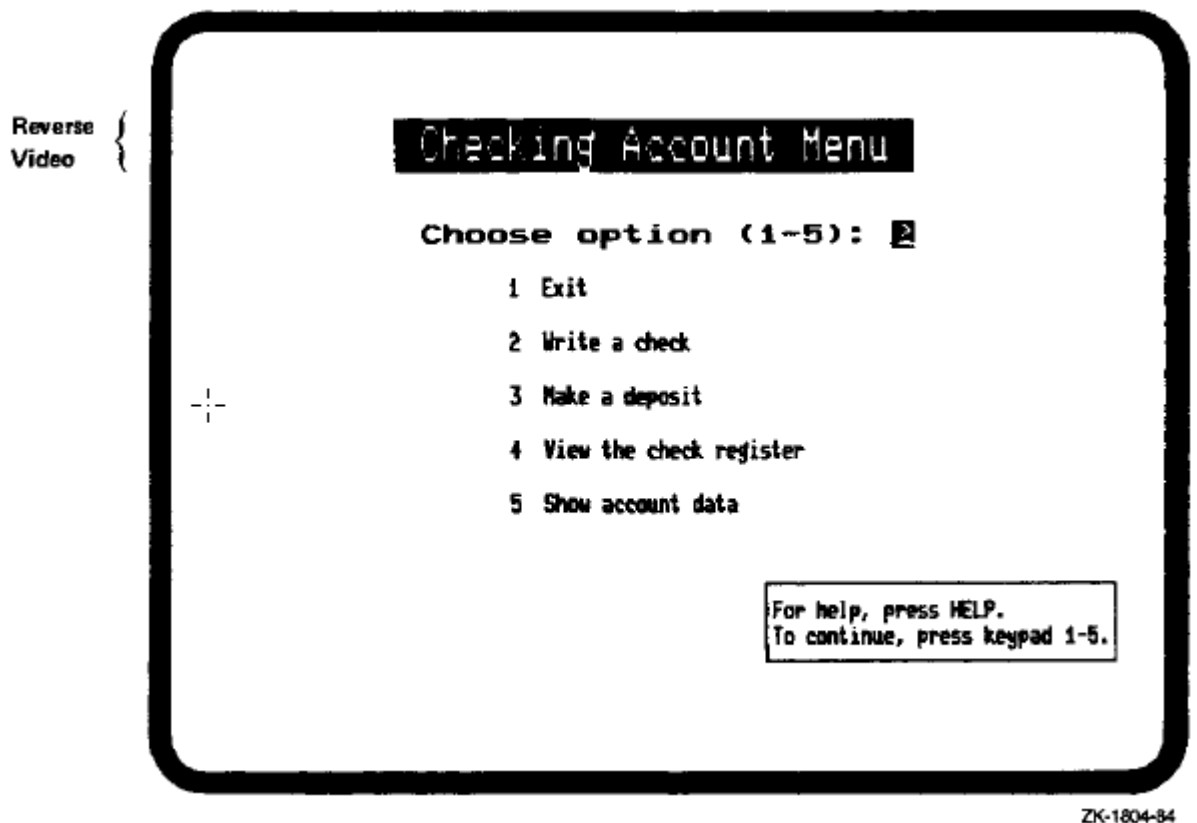 Reverse
Video
Checking Account Menu
Choose option (1-5):
1 Exit
2 Write a check
3 Make a deposit
4 View the check register
5 Show account data
For help, press HELP.
To continue, press keypad 1-5.
ZK-1804-84